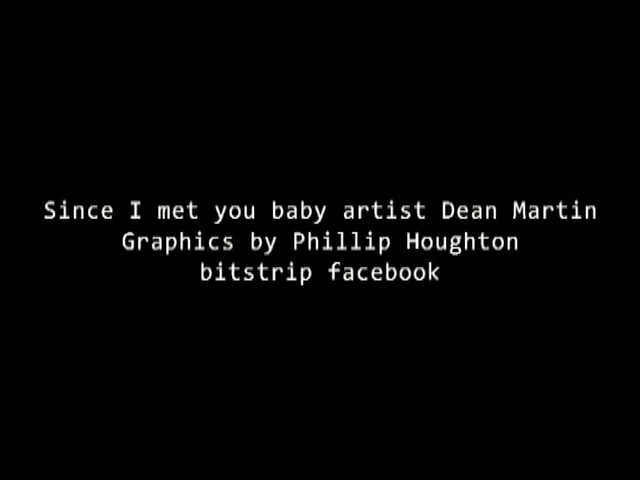 Since I met you baby artist Dean Martin
Graphics by Phillip Houghton
bitstrip facebook